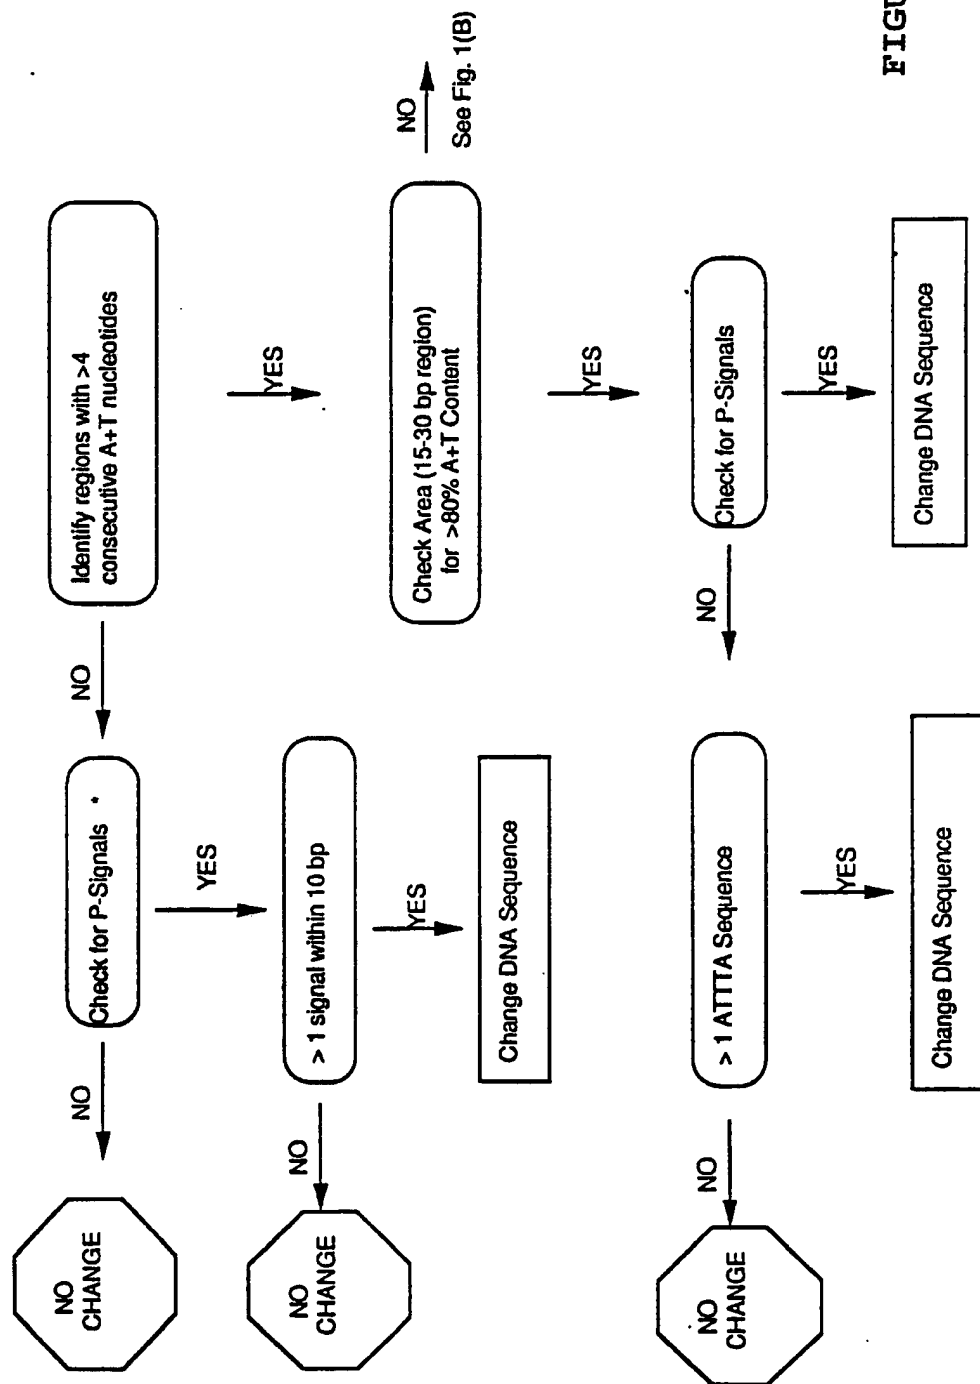 NO
CHANGE
NO
Check for P-Signals *
NO
Identify regions with >4
consecutive A+T nucleotides
YES
YES
NO
CHANGE
NO
> 1 signal within 10 bp
Check Area (15-30 bp region)
for >80% A+T Content
NO
See Fig. 1(B)
YES
Change DNA Sequence
YES
NO
CHANGE
NO
> 1 ATTTA Sequence
NO
Check for P-Signals
YES
YES
Change DNA Sequence
Change DNA Sequence